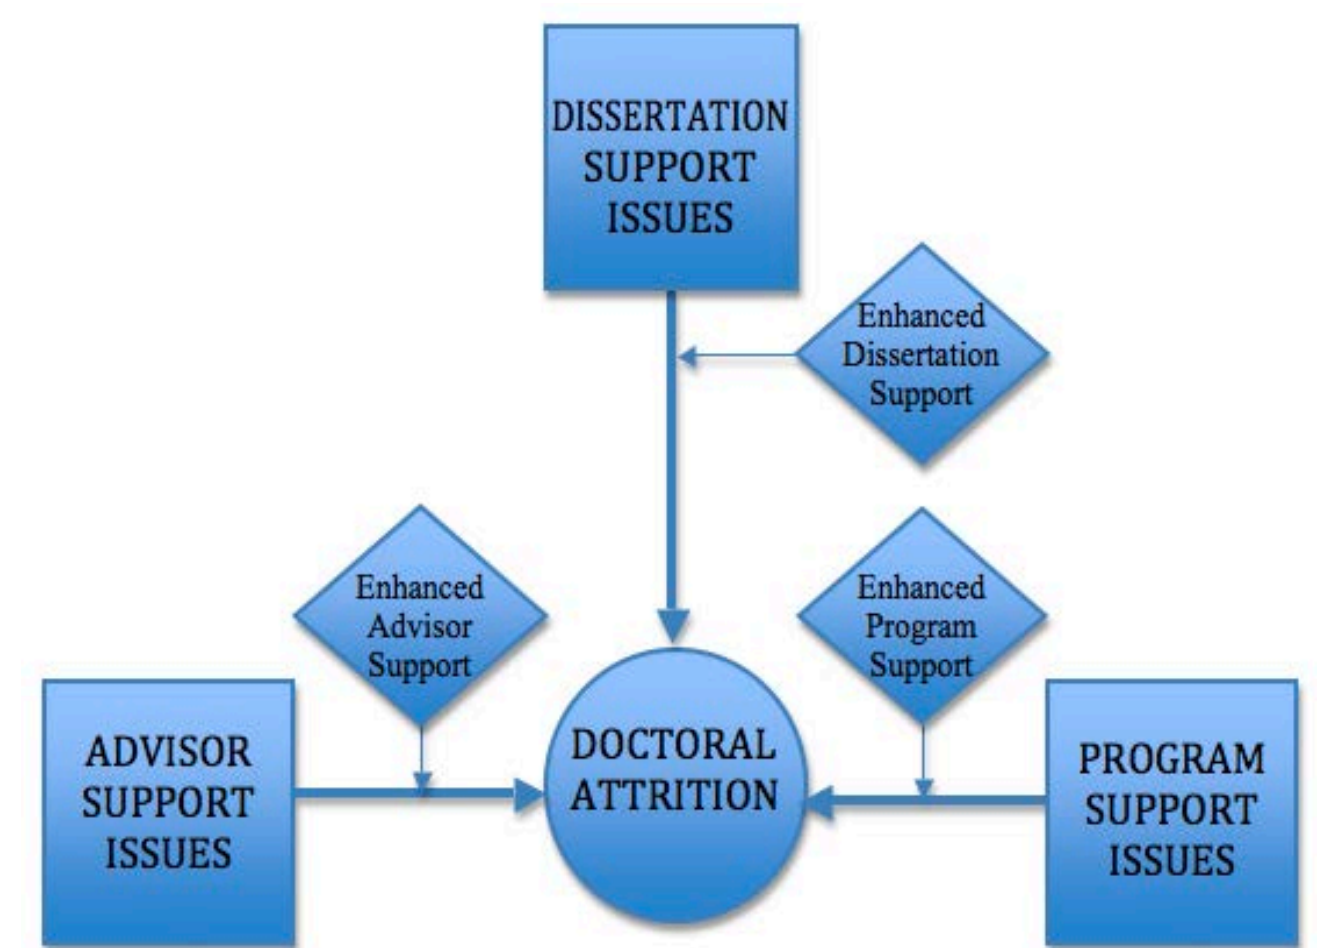 DISSERTATION
SUPPORT
ISSUES
Enhanced
Dissertation
Support
Enhanced
Advisor
Support
Enhanced
Program
Support
ADVISOR
SUPPORT
ISSUES
DOCTORAL
ATTRITION
PROGRAM
SUPPORT
ISSUES